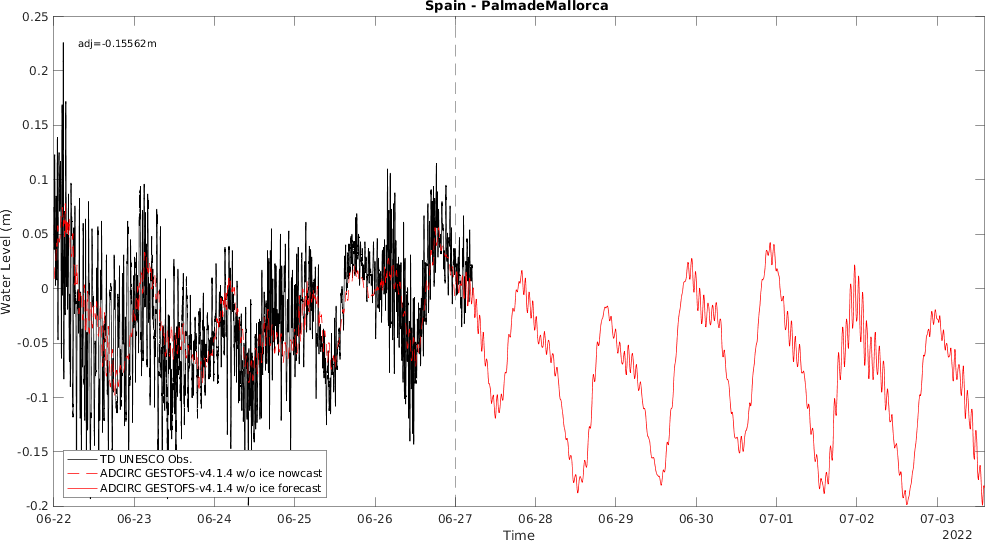 Spain - PalmadeMallorca
0.25
0.2
0.15
0.1
0.05
0
-0.05
-0.1
-0.15
-0.2
Water Level (m)
adj=-0.15562m
TD UNESCO Obs.
ADCIRC GESTOFS-v4.1.4 w/o ice nowcast
ADCIRC GESTOFS-v4.1.4 w/o ice forecast
06-22 06-23 06-24 06-25 06-26 06-27 06-28 06-29 06-30 07-01 07-02 07-03
Time
2022